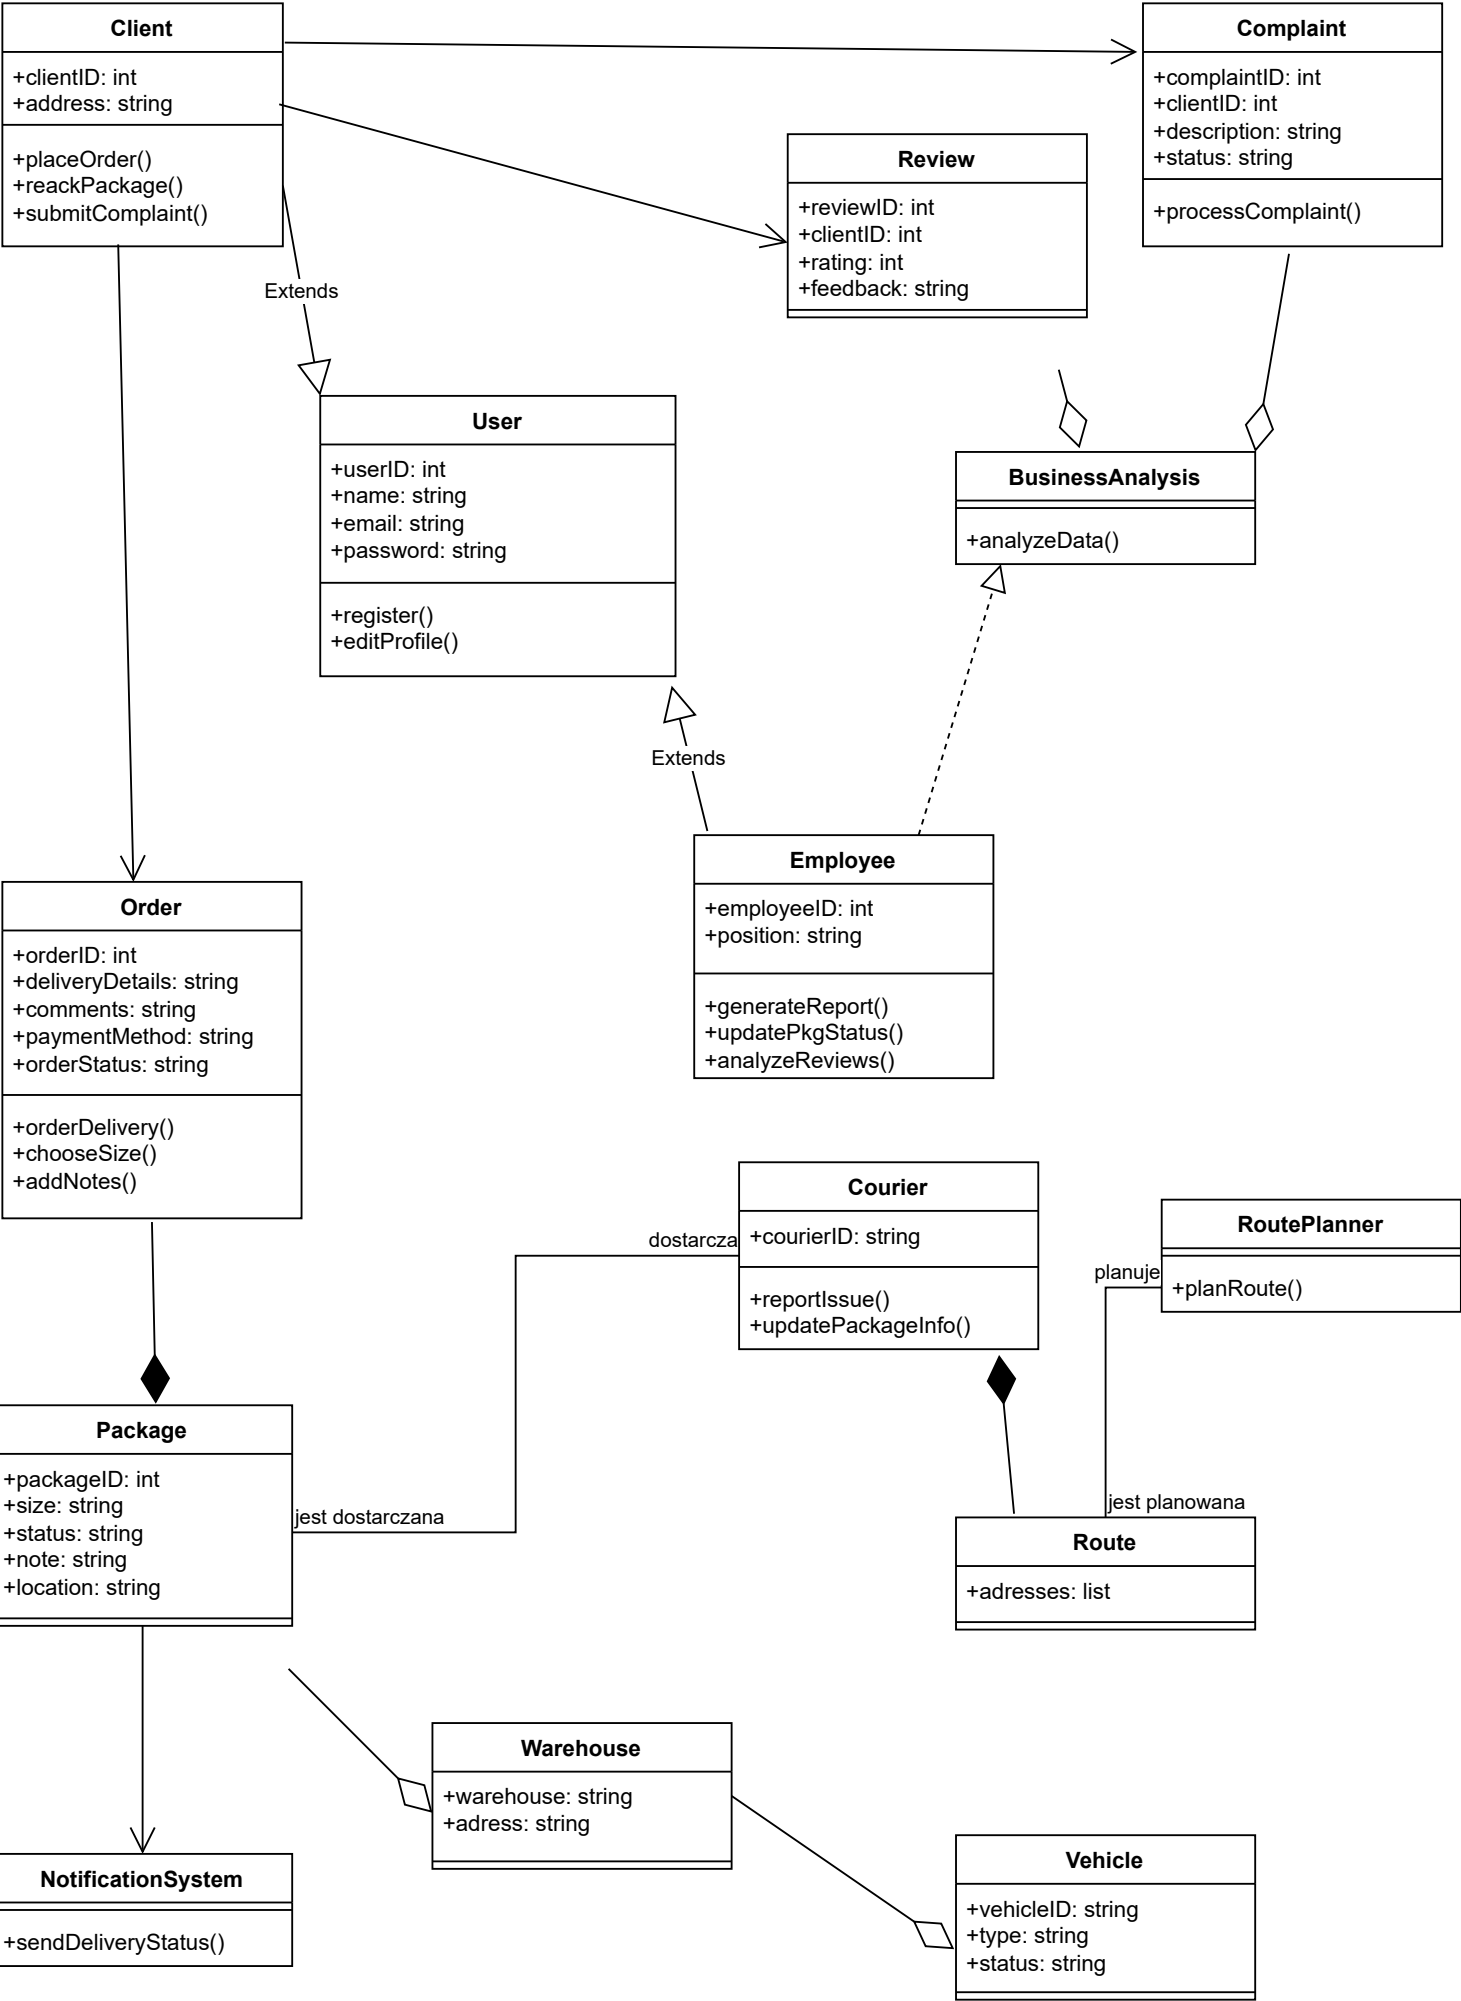 Client
+clientID: int
+address: string
+placeOrder()
+reackPackage()
+submitComplaint()
Complaint
+complaintID: int
+clientID: int
+description: string
+status: string
+processComplaint()
Review
+reviewID: int
+clientID: int
+rating: int
+feedback: string
Extends
User
+userID: int
+name: string
+email: string
+password: string
+register()
+editProfile()
BusinessAnalysis
+analyzeData()
Extends
Employee
+employeeID: int
+position: string
+generateReport()
+updatePkgStatus()
+analyzeReviews()
Order
+orderID: int
+deliveryDetails: string
+comments: string
+paymentMethod: string
+orderStatus: string
+orderDelivery()
+chooseSize()
+addNotes()
Courier
+courierID: string
+reportIssue()
+updatePackageInfo()
dostarcza
RoutePlanner
+planRoute()
planuje
Package
+packageID: int
+size: string
+status: string
+note: string
+location: string
jest dostarczana
jest planowana
Route
+adresses: list
Warehouse
+warehouse: string
+adress: string
NotificationSystem
+sendDeliveryStatus()
Vehicle
+vehicleID: string
+type: string
+status: string